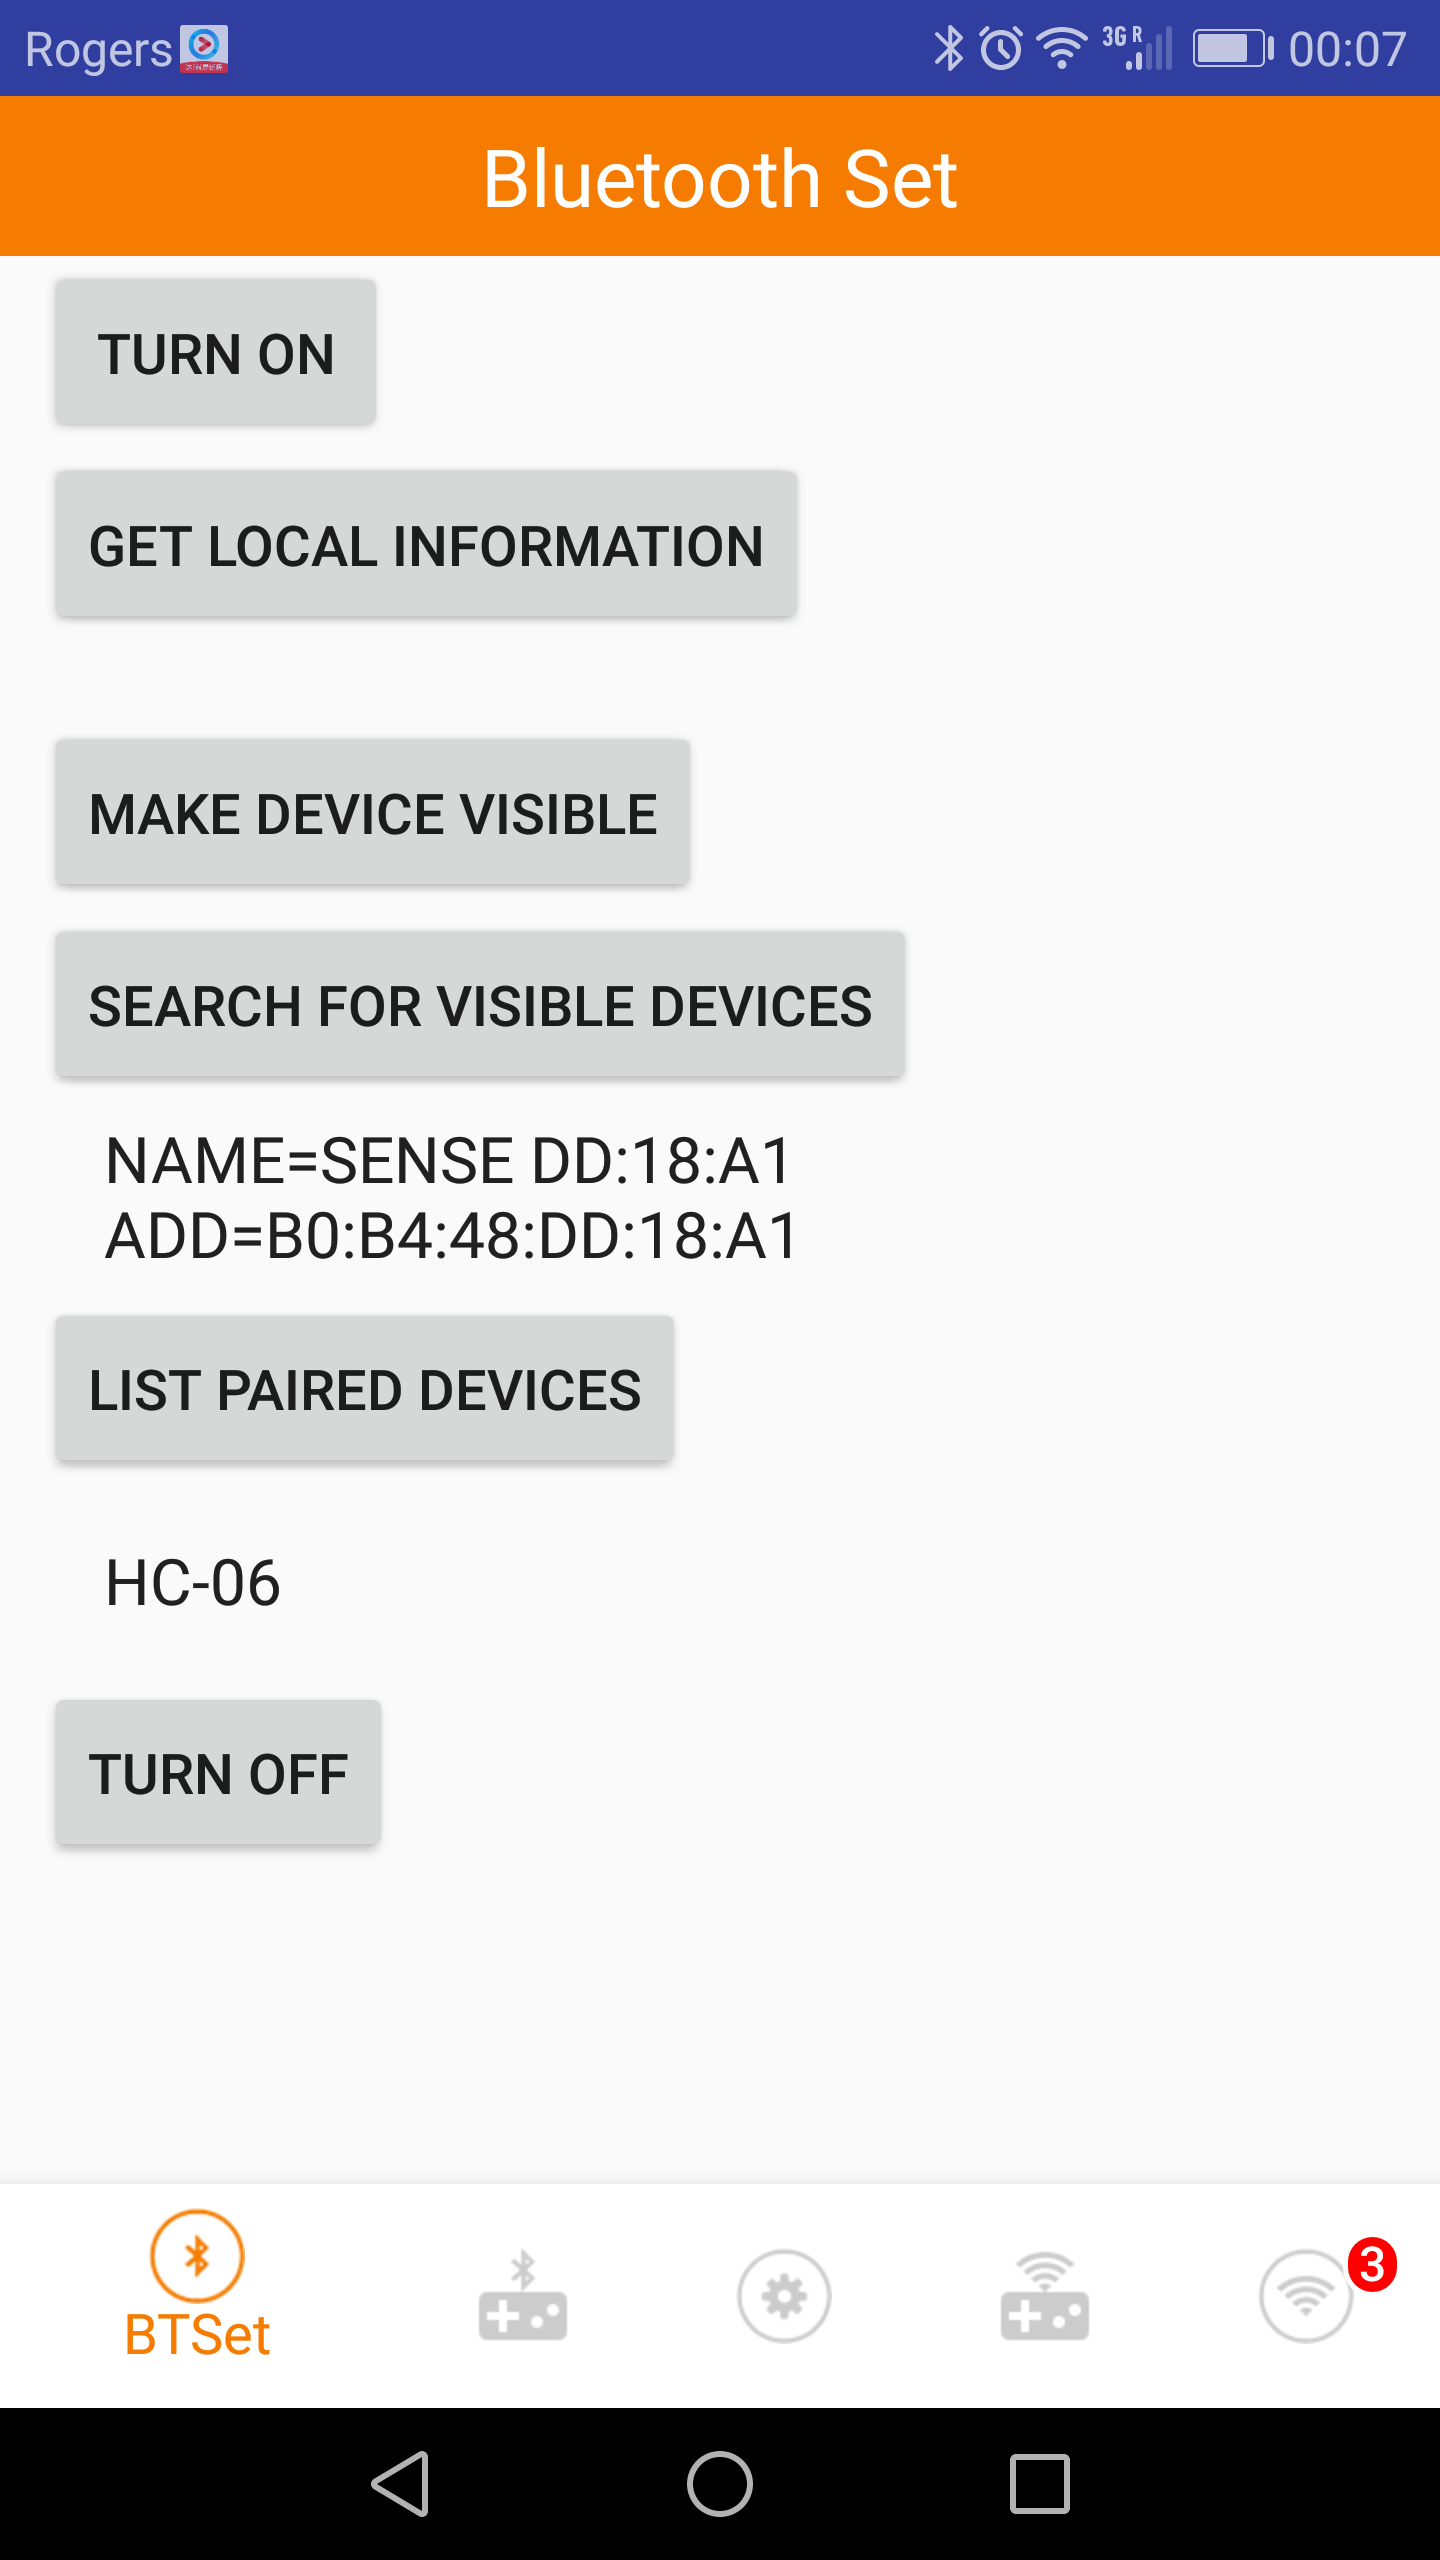 Rogers
3G R
00:07
Bluetooth Set
TURN ON
GET LOCAL INFORMATION
MAKE DEVICE VISIBLE
SEARCH FOR VISIBLE DEVICES
NAME=SENSE DD:18:A1
ADD=B0:B4:48:DD:18:A1
LIST PAIRED DEVICES
HC-06
TURN OFF
3
BTSet